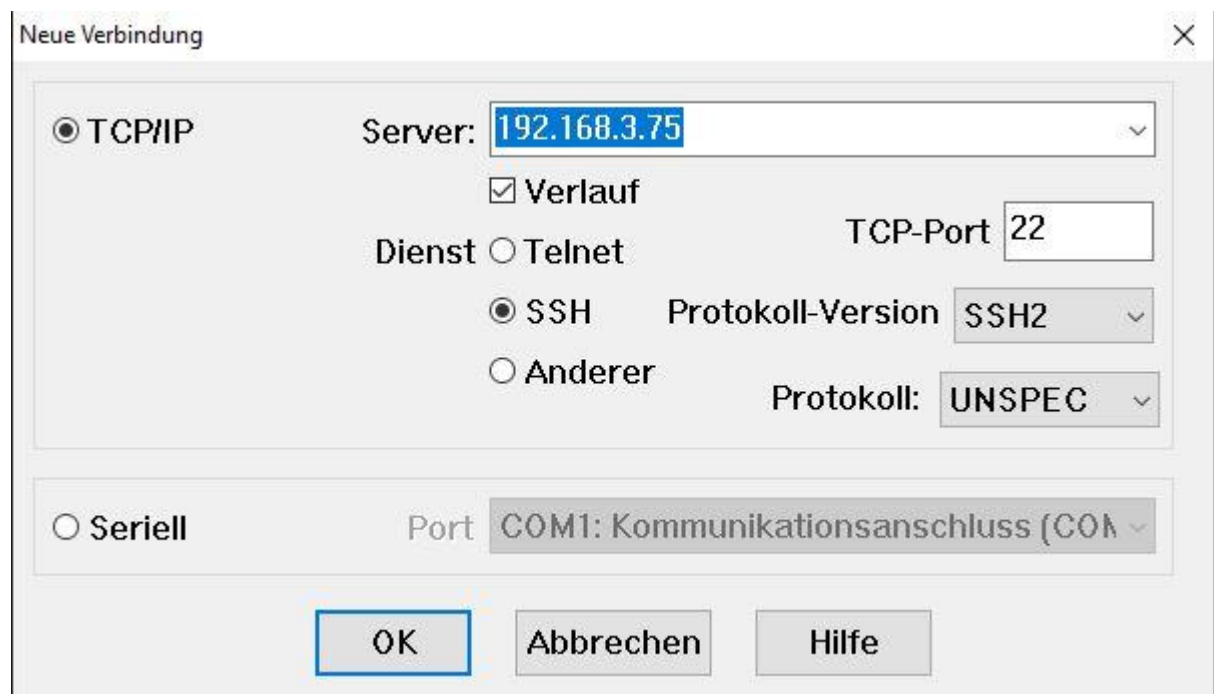 Neue Verbindung
TCP/IP Server: 192.168.3.75
Verlauf
TCP-Port 22
Dienst Telnet
SSH Protokoll-Version SSH2
Anderer
Protokoll: UNSPEC
Seriell Port COM1: Kommunikationsanschluss (COM
OK Abbrechen Hilfe